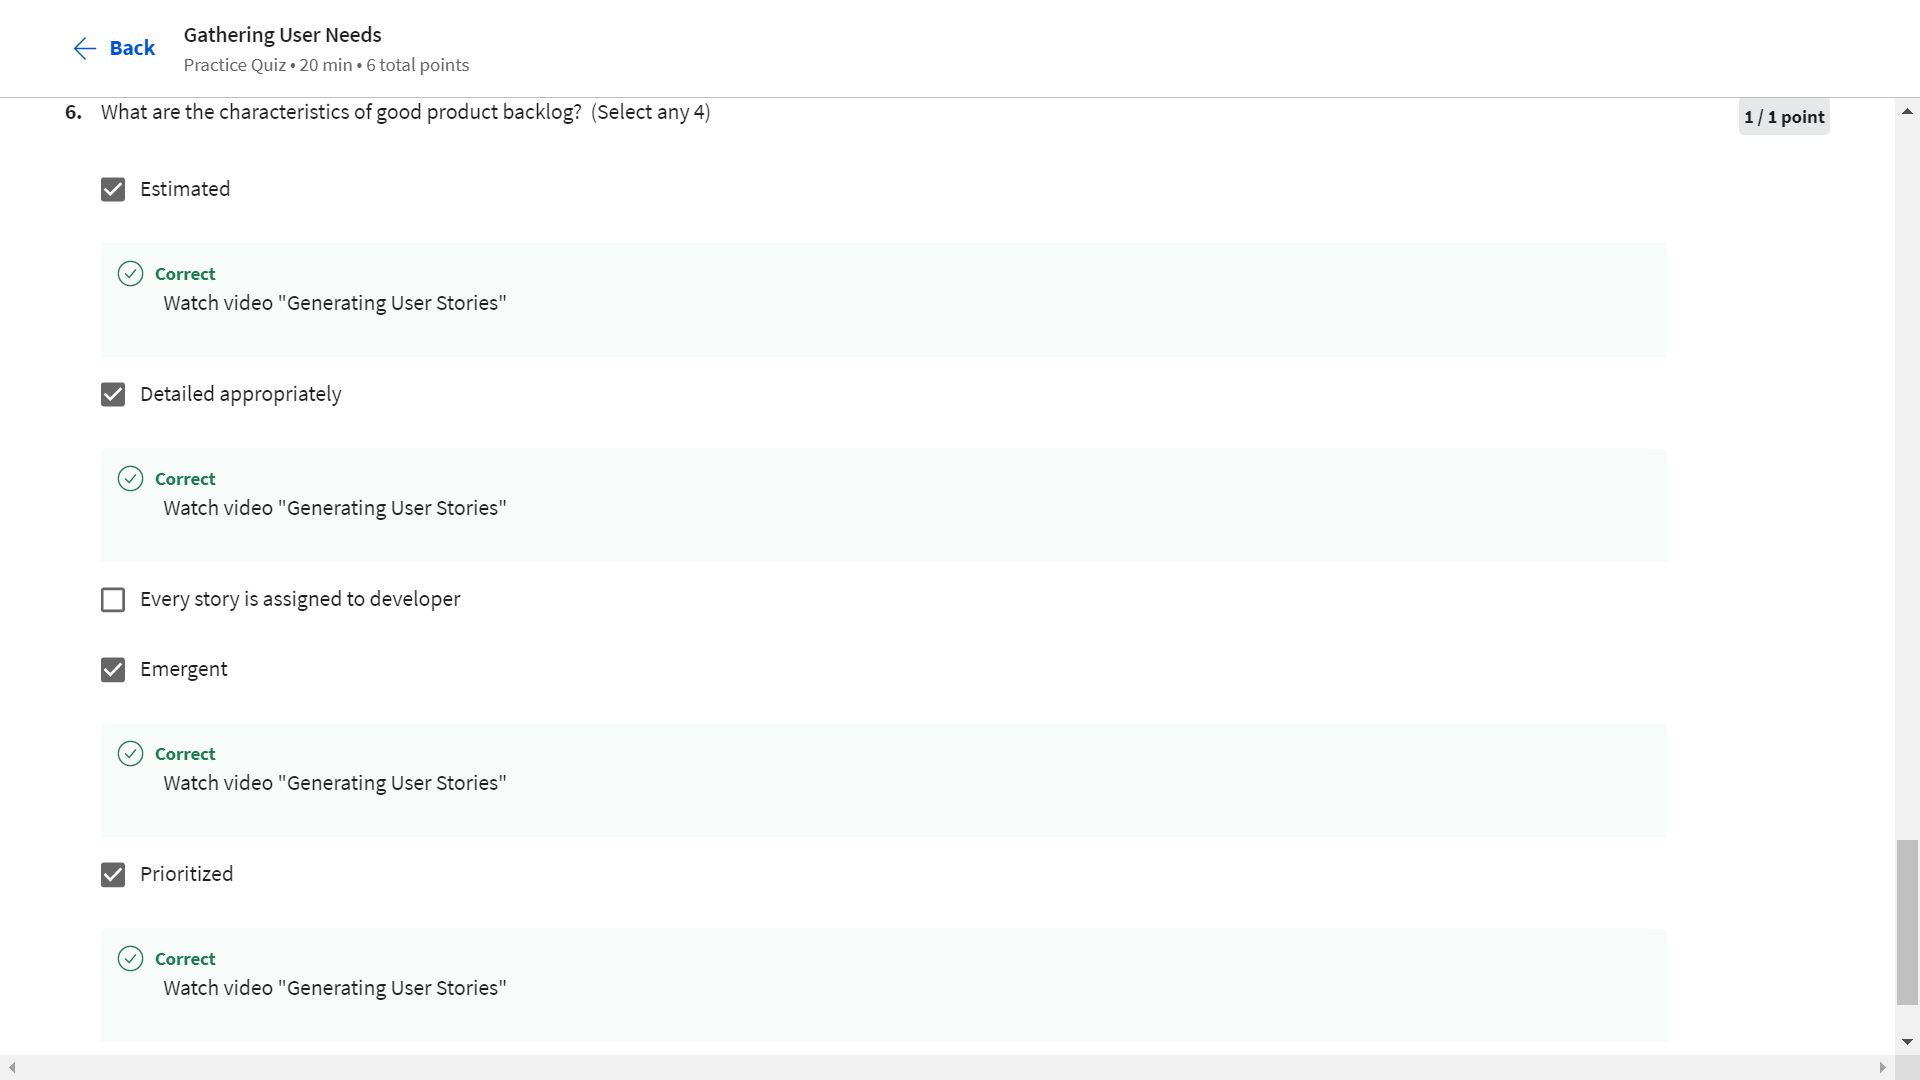 Back
Gathering User Needs
Practice Quiz • 20 min • 6 total points
6. What are the characteristics of good product backlog? (Select any 4)
1 / 1 point
Estimated
Correct
Watch video "Generating User Stories"
Detailed appropriately
Correct
Watch video "Generating User Stories"
Every story is assigned to developer
Emergent
Correct
Watch video "Generating User Stories"
Prioritized
Correct
Watch video "Generating User Stories"